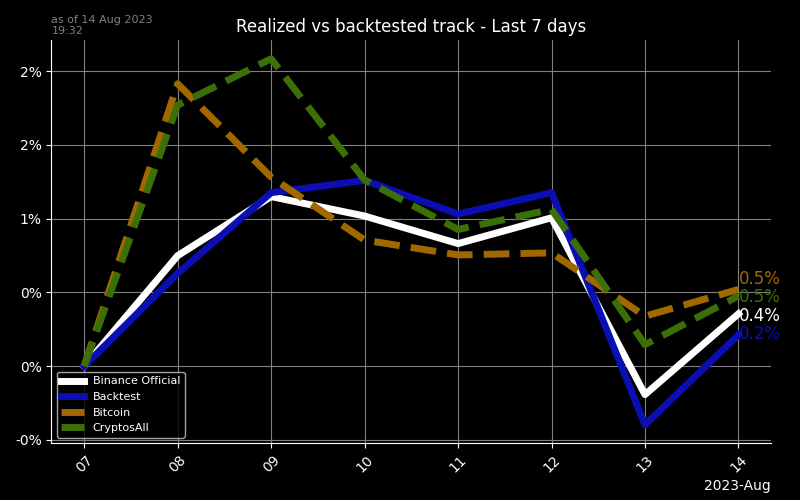 as of 14 Aug 2023
19:32
Realized vs backtested track - Last 7 days
2%
2%
1%
0%
0%
-0%
0.5%
0.5%
0.4%
0.2%
Binance Official
Backtest
Bitcoin
CryptosAll
07
08
09
10
11
12
13
14
2023-Aug